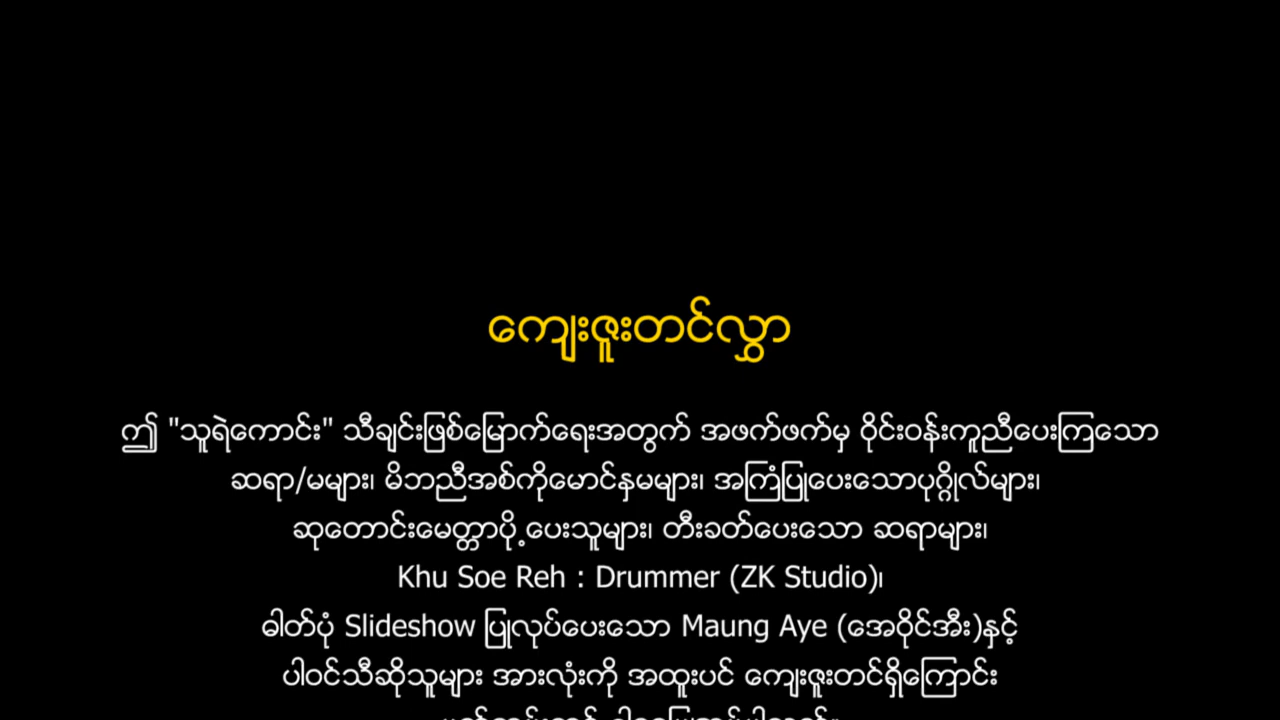 ကျေးဇူးတင်လွှာ
ဤ "သူရဲကောင်း" သီချင်းဖြစ်မြောက်ရေးအတွက် အဖက်ဖက်မှ ဝိုင်းဝန်းကူညီပေးကြသော
ဆရာ/မများ၊ မိဘညီအစ်ကိုမောင်နှမများ၊ အကြံပြုပေးသောပုဂ္ဂိုလ်များ၊
ဆုတောင်းမေတ္တာပို့ပေးသူများ၊ တီးခတ်ပေးသော ဆရာများ၊
Khu Soe Reh : Drummer (ZK Studio)၊
ဓါတ်ပုံ Slideshow ပြုလုပ်ပေးသော Maung Aye (အေဝိုင်အီး)နှင့်
ပါဝင်သီဆိုသူများ အားလုံးကို အထူးပင် ကျေးဇူးတင်ရှိကြောင်း